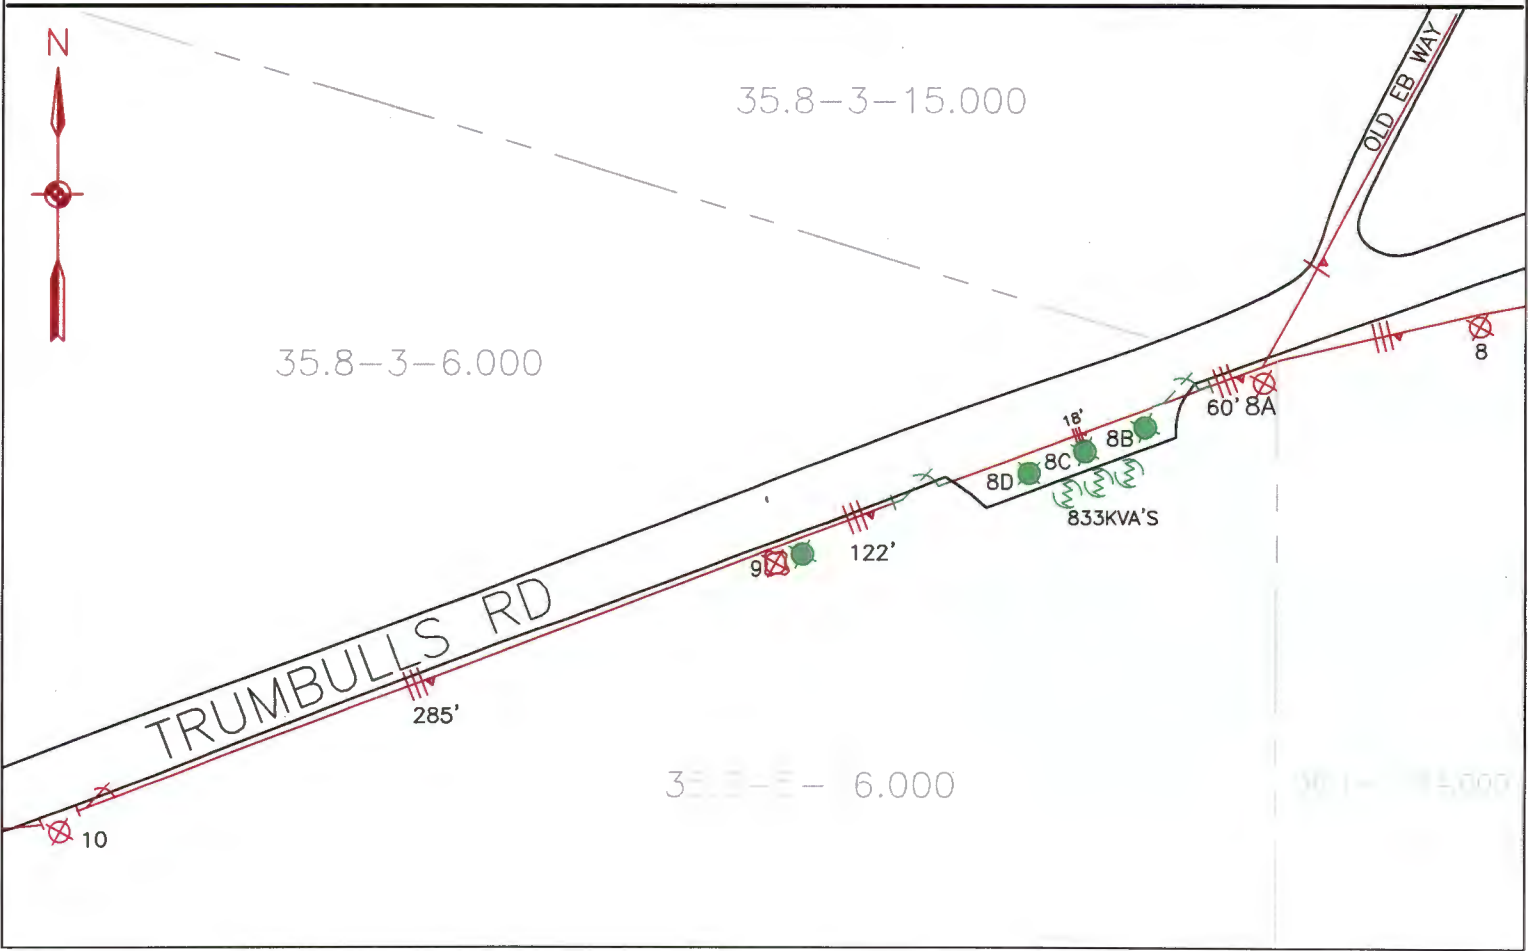 N
35.8-3-15.000
OLD EB WAY
35.8-3-6.000
8
60' 8A
18'
8B
8C
8D
833KVA'S
122'
9
TRUMBULLS RD
285'
6.000
10